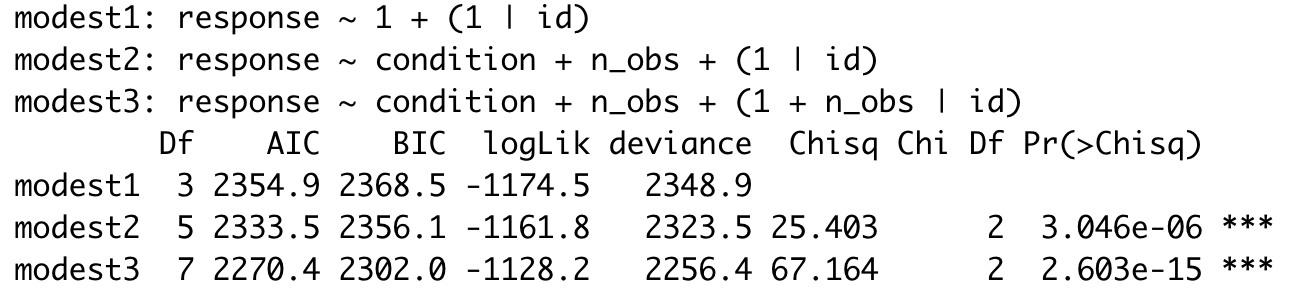 modest1: response ~ 1 + (1 | id)
modest2: response ~ condition + n_obs + (1 | id)
modest3: response ~ condition + n_obs + (1 + n_obs | id)
        Df    AIC    BIC  logLik deviance  Chisq Chi Df Pr(>Chisq)
modest1  3 2354.9 2368.5 -1174.5   2348.9
modest2  5 2333.5 2356.1 -1161.8   2323.5 25.403      2  3.046e-06 ***
modest3  7 2270.4 2302.0 -1128.2   2256.4 67.164      2  2.603e-15 ***